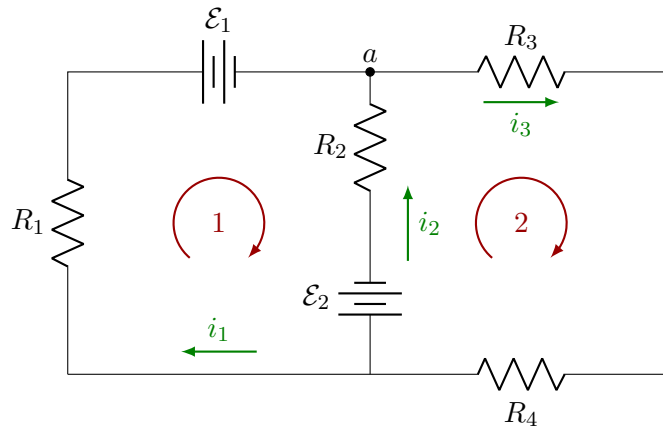 ℰ₁
a
R₃
i₃
R₂
R₁
1
i₂
2
ℰ₂
i₁
R₄